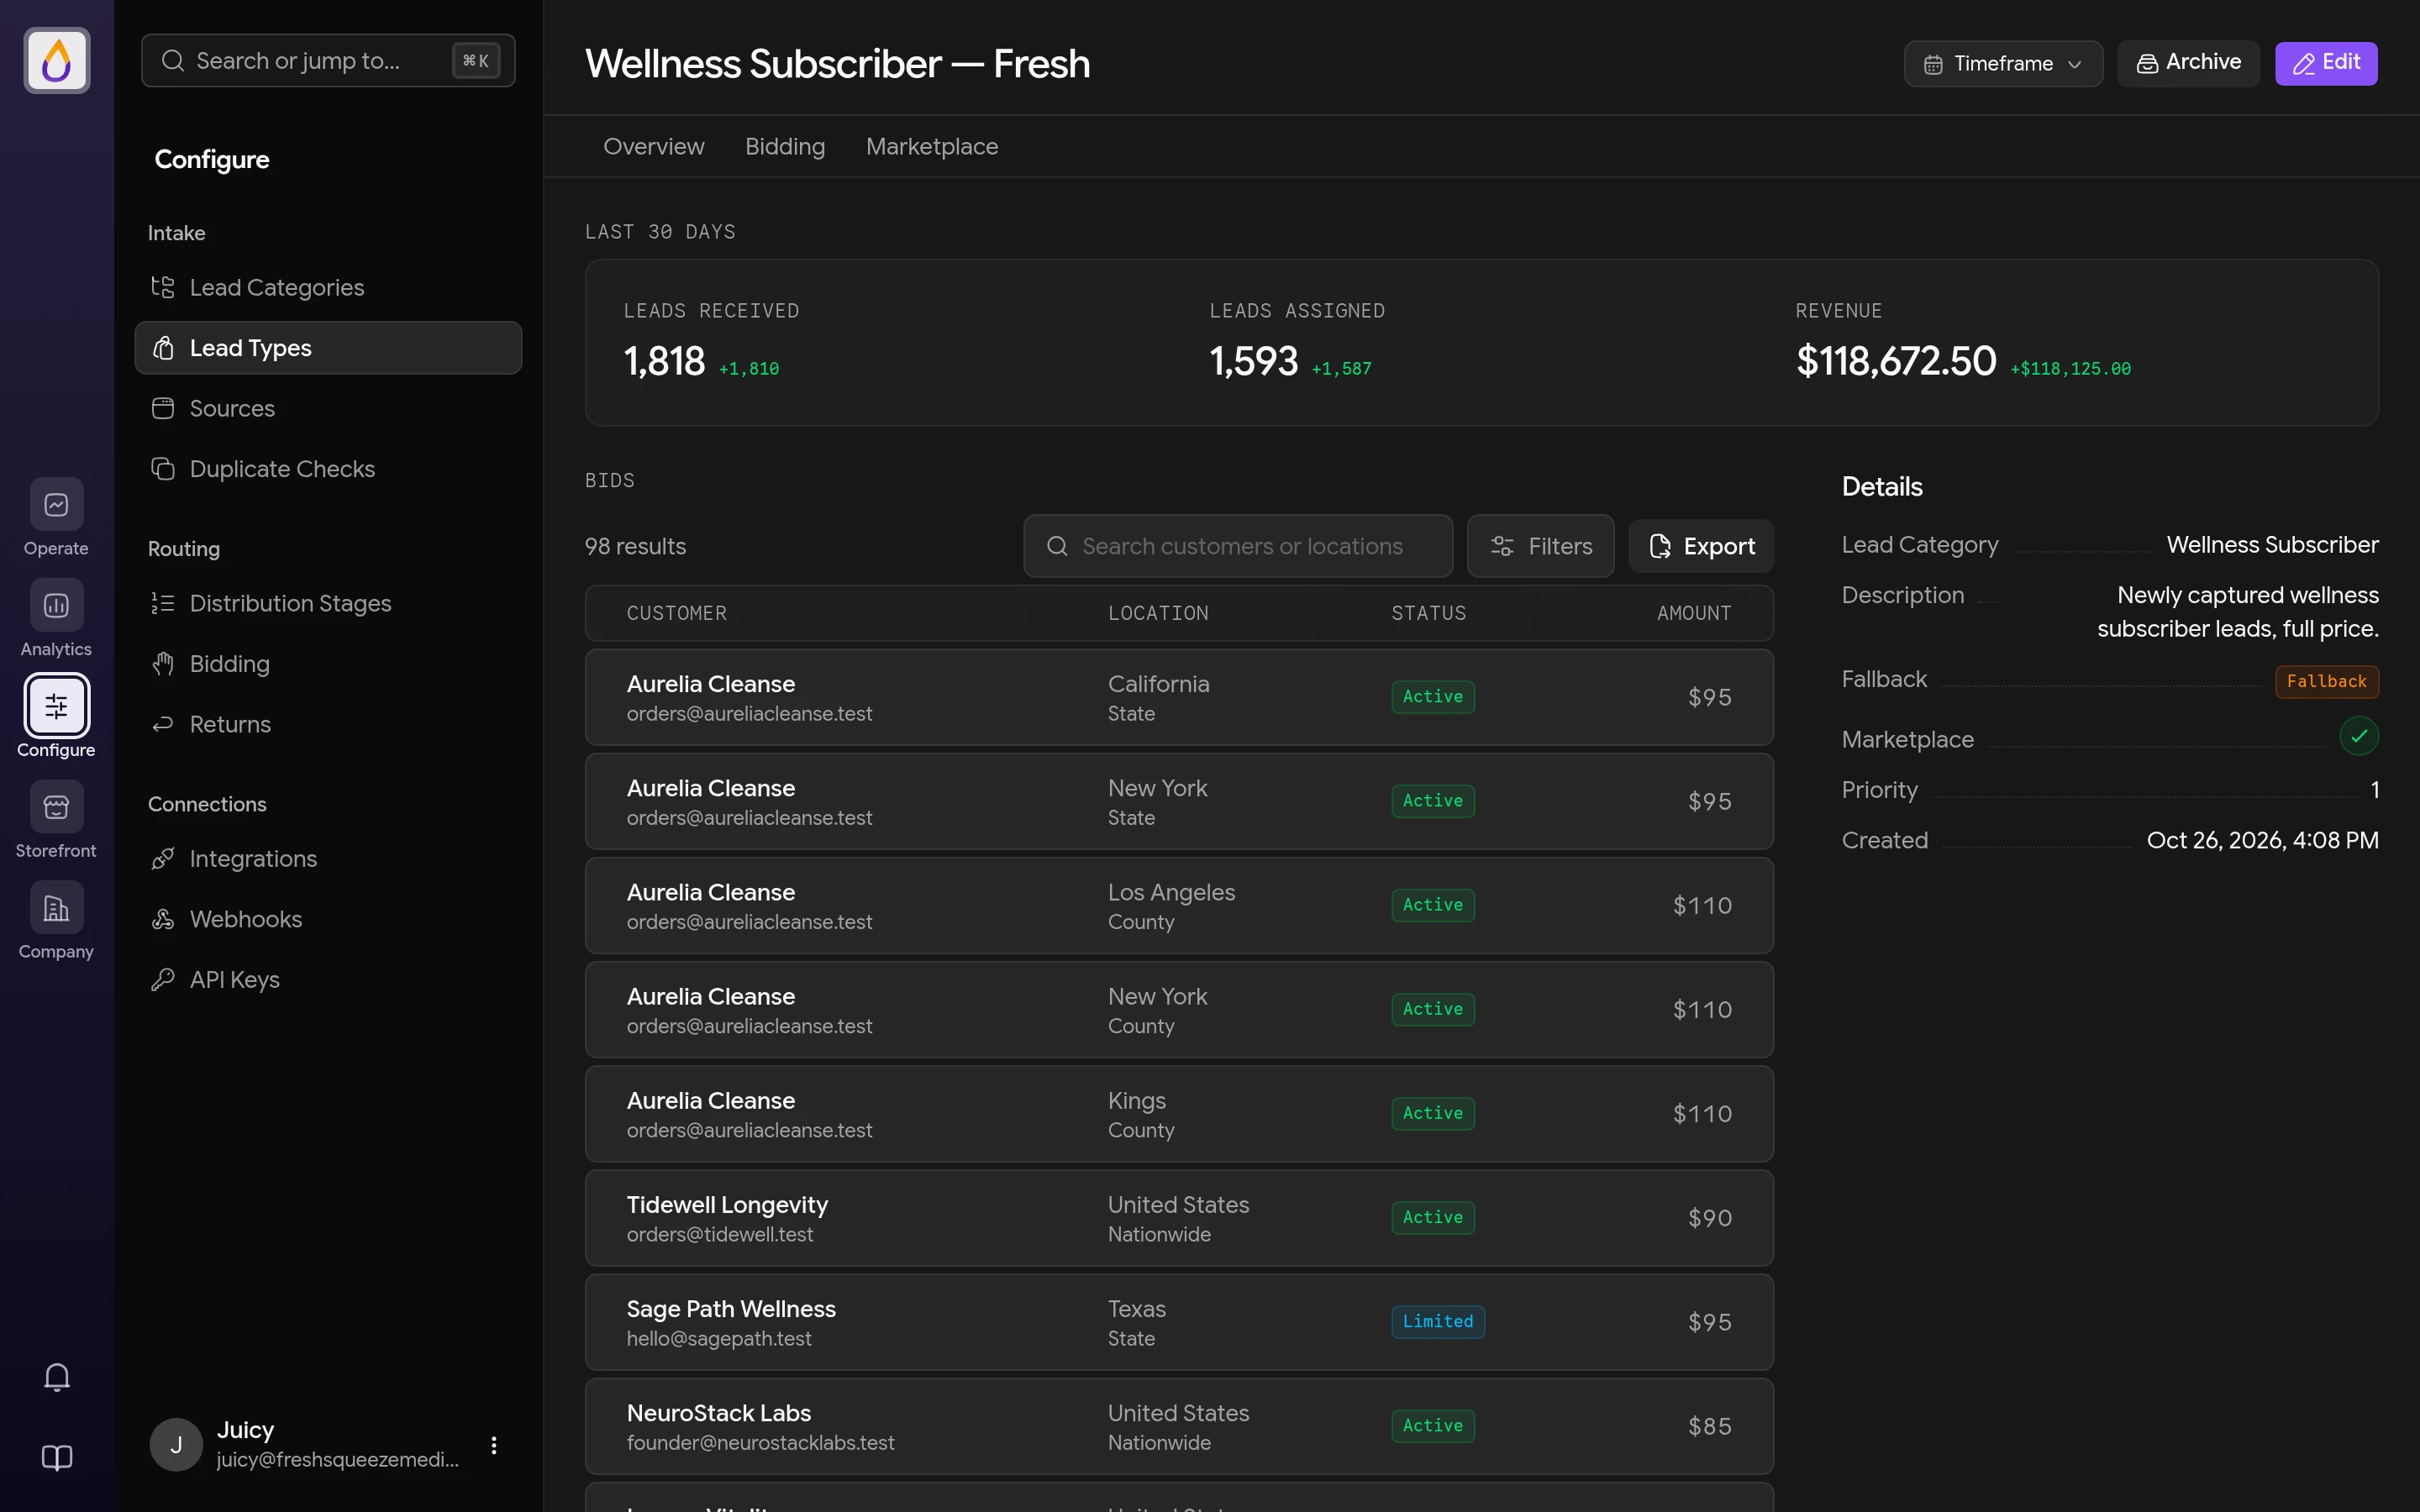 Search or jump to...
⌘K
Configure
Intake
Lead Categories
Lead Types
Sources
Duplicate Checks
Routing
Distribution Stages
Bidding
Returns
Connections
Integrations
Webhooks
API Keys
Operate
Analytics
Configure
Storefront
Company
J
Juicy
juicy@freshsqueezemedi...
Wellness Subscriber — Fresh
Timeframe
Archive
Edit
Overview
Bidding
Marketplace
LAST 30 DAYS
LEADS RECEIVED
1,818 +1,810
LEADS ASSIGNED
1,593 +1,587
REVENUE
$118,672.50 +$118,125.00
BIDS
98 results
Search customers or locations
Filters
Export
CUSTOMER LOCATION STATUS AMOUNT
Aurelia Cleanse California Active $95
orders@aureliacleanse.test State
Aurelia Cleanse New York Active $95
orders@aureliacleanse.test State
Aurelia Cleanse Los Angeles Active $110
orders@aureliacleanse.test County
Aurelia Cleanse New York Active $110
orders@aureliacleanse.test County
Aurelia Cleanse Kings Active $110
orders@aureliacleanse.test County
Tidewell Longevity United States Active $90
orders@tidewell.test Nationwide
Sage Path Wellness Texas Limited $95
hello@sagepath.test State
NeuroStack Labs United States Active $85
founder@neurostacklabs.test Nationwide
Details
Lead Category Wellness Subscriber
Description Newly captured wellness
subscriber leads, full price.
Fallback Fallback
Marketplace
Priority 1
Created Oct 26, 2026, 4:08 PM